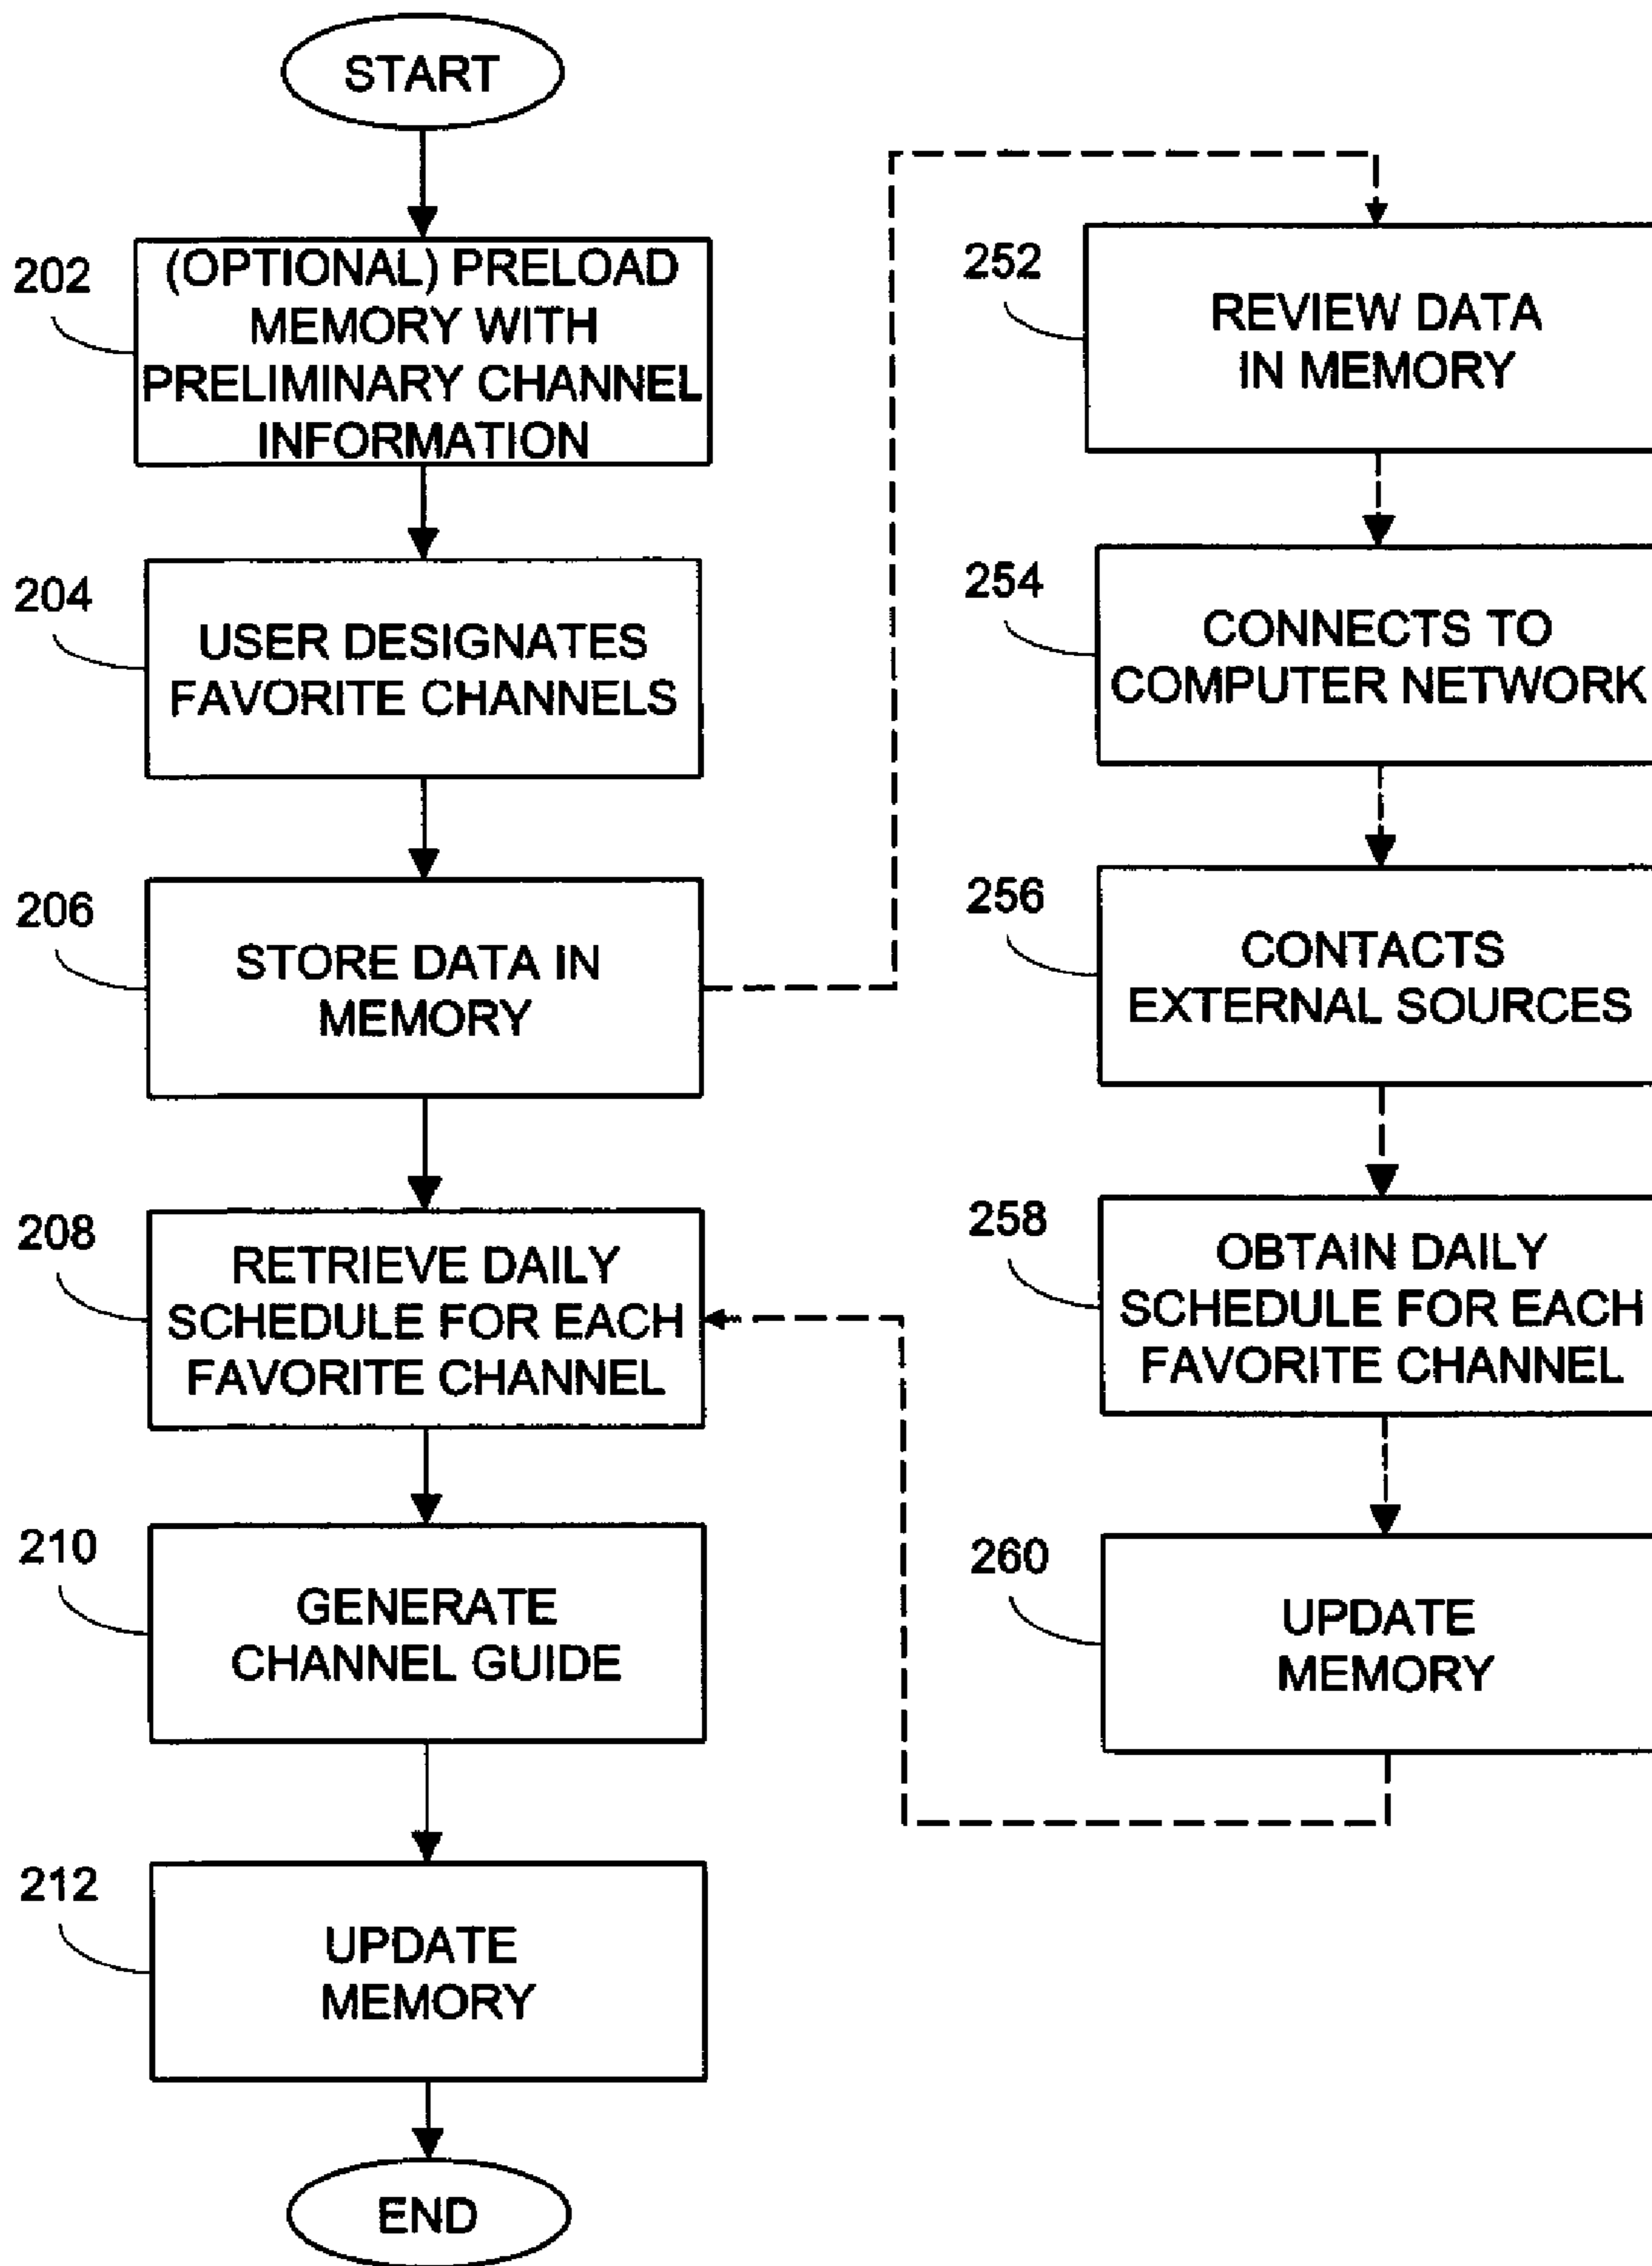 START
202
(OPTIONAL) PRELOAD
MEMORY WITH
PRELIMINARY CHANNEL
INFORMATION
204
USER DESIGNATES
FAVORITE CHANNELS
206
STORE DATA IN
MEMORY
208
RETRIEVE DAILY
SCHEDULE FOR EACH
FAVORITE CHANNEL
210
GENERATE
CHANNEL GUIDE
212
UPDATE
MEMORY
END
252
REVIEW DATA
IN MEMORY
254
CONNECTS TO
COMPUTER NETWORK
256
CONTACTS
EXTERNAL SOURCES
258
OBTAIN DAILY
SCHEDULE FOR EACH
FAVORITE CHANNEL
260
UPDATE
MEMORY